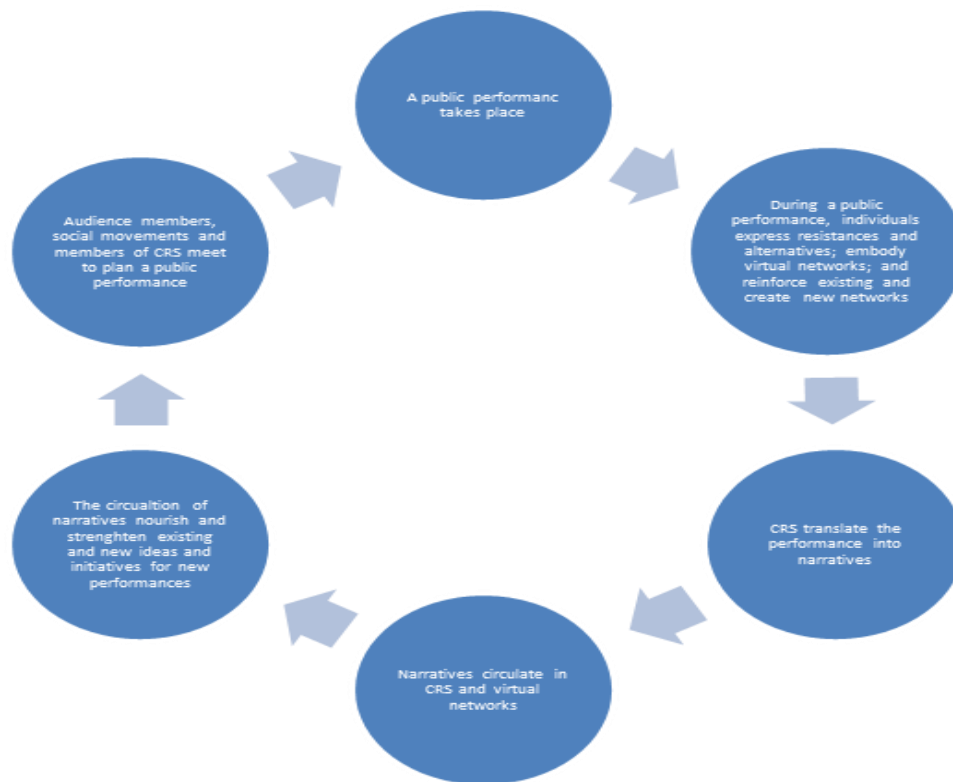 A public performanc
takes place
During a public
performance, individuals
express resistances and
alternatives; embody
virtual networks; and
reinforce existing and
create new networks
CRS translate the
performance into
narratives
Narratives circulate in
CRS and virtual
networks
The circualtion of
narratives nourish and
strenghten existing
and new ideas and
initiatives for new
performances
Audience members,
social movements and
members of CRS meet
to plan a public
performance